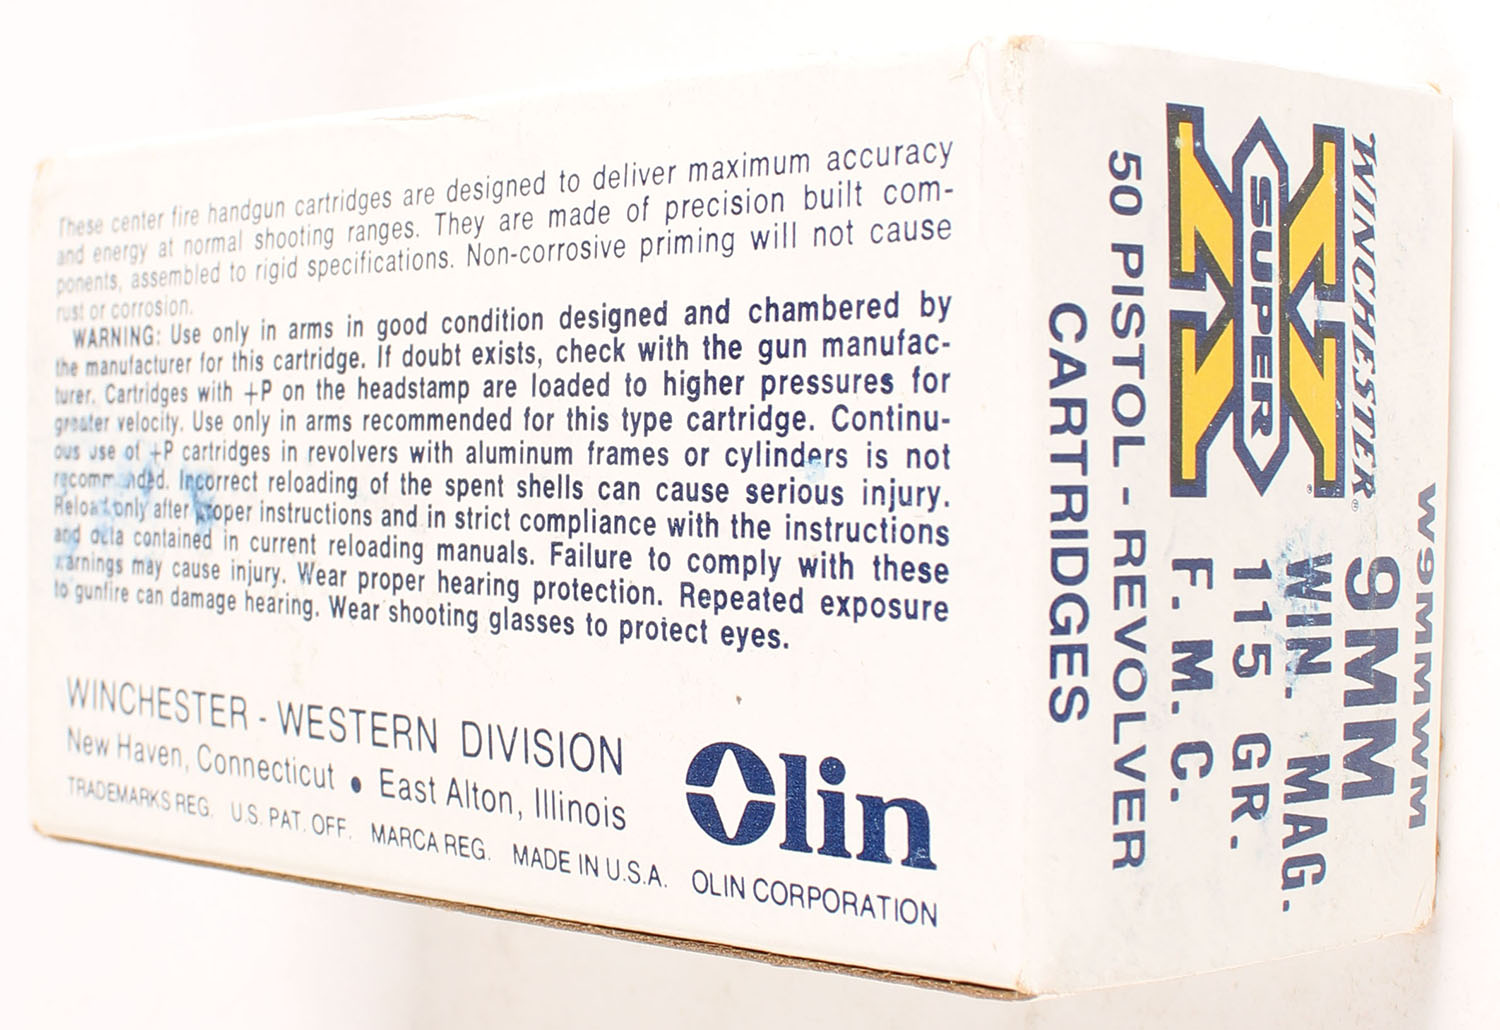 These center fire handgun cartridges are designed to deliver maximum accuracy
and energy at normal shooting ranges. They are made of precision built com-
ponents, assembled to rigid specifications. Non-corrosive priming will not cause
rust or corrosion.
WARNING: Use only in arms in good condition designed and chambered by
the manufacturer for this cartridge. If doubt exists, check with the gun manufac-
turer. Cartridges with +P on the headstamp are loaded to higher pressures for
greater velocity. Use only in arms recommended for this type cartridge. Continu-
ous use of +P cartridges in revolvers with aluminum frames or cylinders is not
recommended. Incorrect reloading of the spent shells can cause serious injury.
Reload only after proper instructions and in strict compliance with the instructions
and data contained in current reloading manuals. Failure to comply with these
warnings may cause injury. Wear proper hearing protection. Repeated exposure
to gunfire can damage hearing. Wear shooting glasses to protect eyes.
WINCHESTER - WESTERN DIVISION
New Haven, Connecticut • East Alton, Illinois
TRADEMARKS REG. U.S. PAT. OFF. MARCA REG. MADE IN U.S.A. OLIN CORPORATION
Olin
W9MMWM
WINCHESTER®
SUPER X®
9MM
WIN. MAG.
115 GR.
F.M.C.
50 PISTOL - REVOLVER
CARTRIDGES